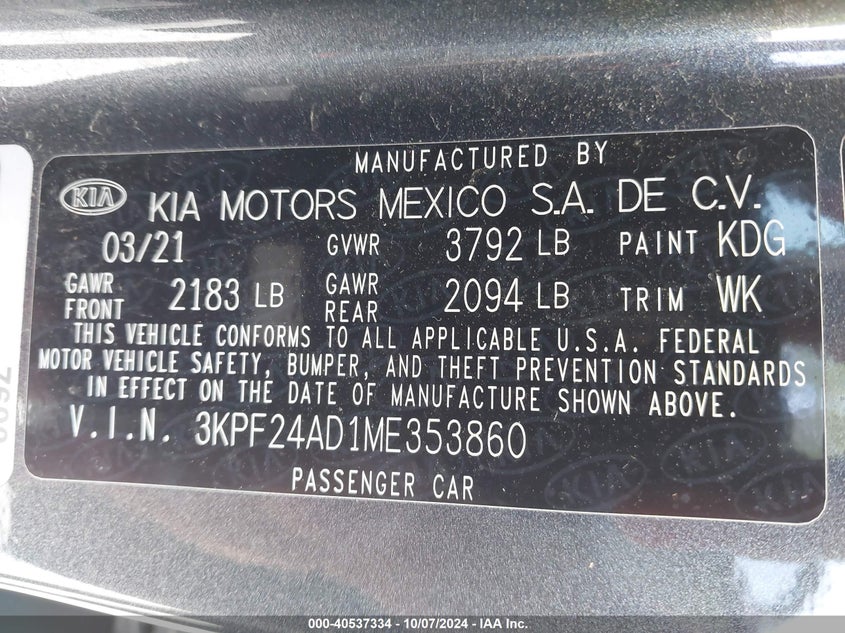 MANUFACTURED BY
KIA KIA MOTORS MEXICO S.A. DE C.V.
03/21 GVWR 3792 LB PAINT KDG
GAWR FRONT 2183 LB GAWR REAR 2094 LB TRIM WK
THIS VEHICLE CONFORMS TO ALL APPLICABLE U.S.A. FEDERAL
MOTOR VEHICLE SAFETY, BUMPER, AND THEFT PREVENTION STANDARDS
IN EFFECT ON THE DATE OF MANUFACTURE SHOWN ABOVE.
V.I.N. 3KPF24AD1ME353860
PASSENGER CAR
000-40537334 - 10/07/2024 - IAA Inc.